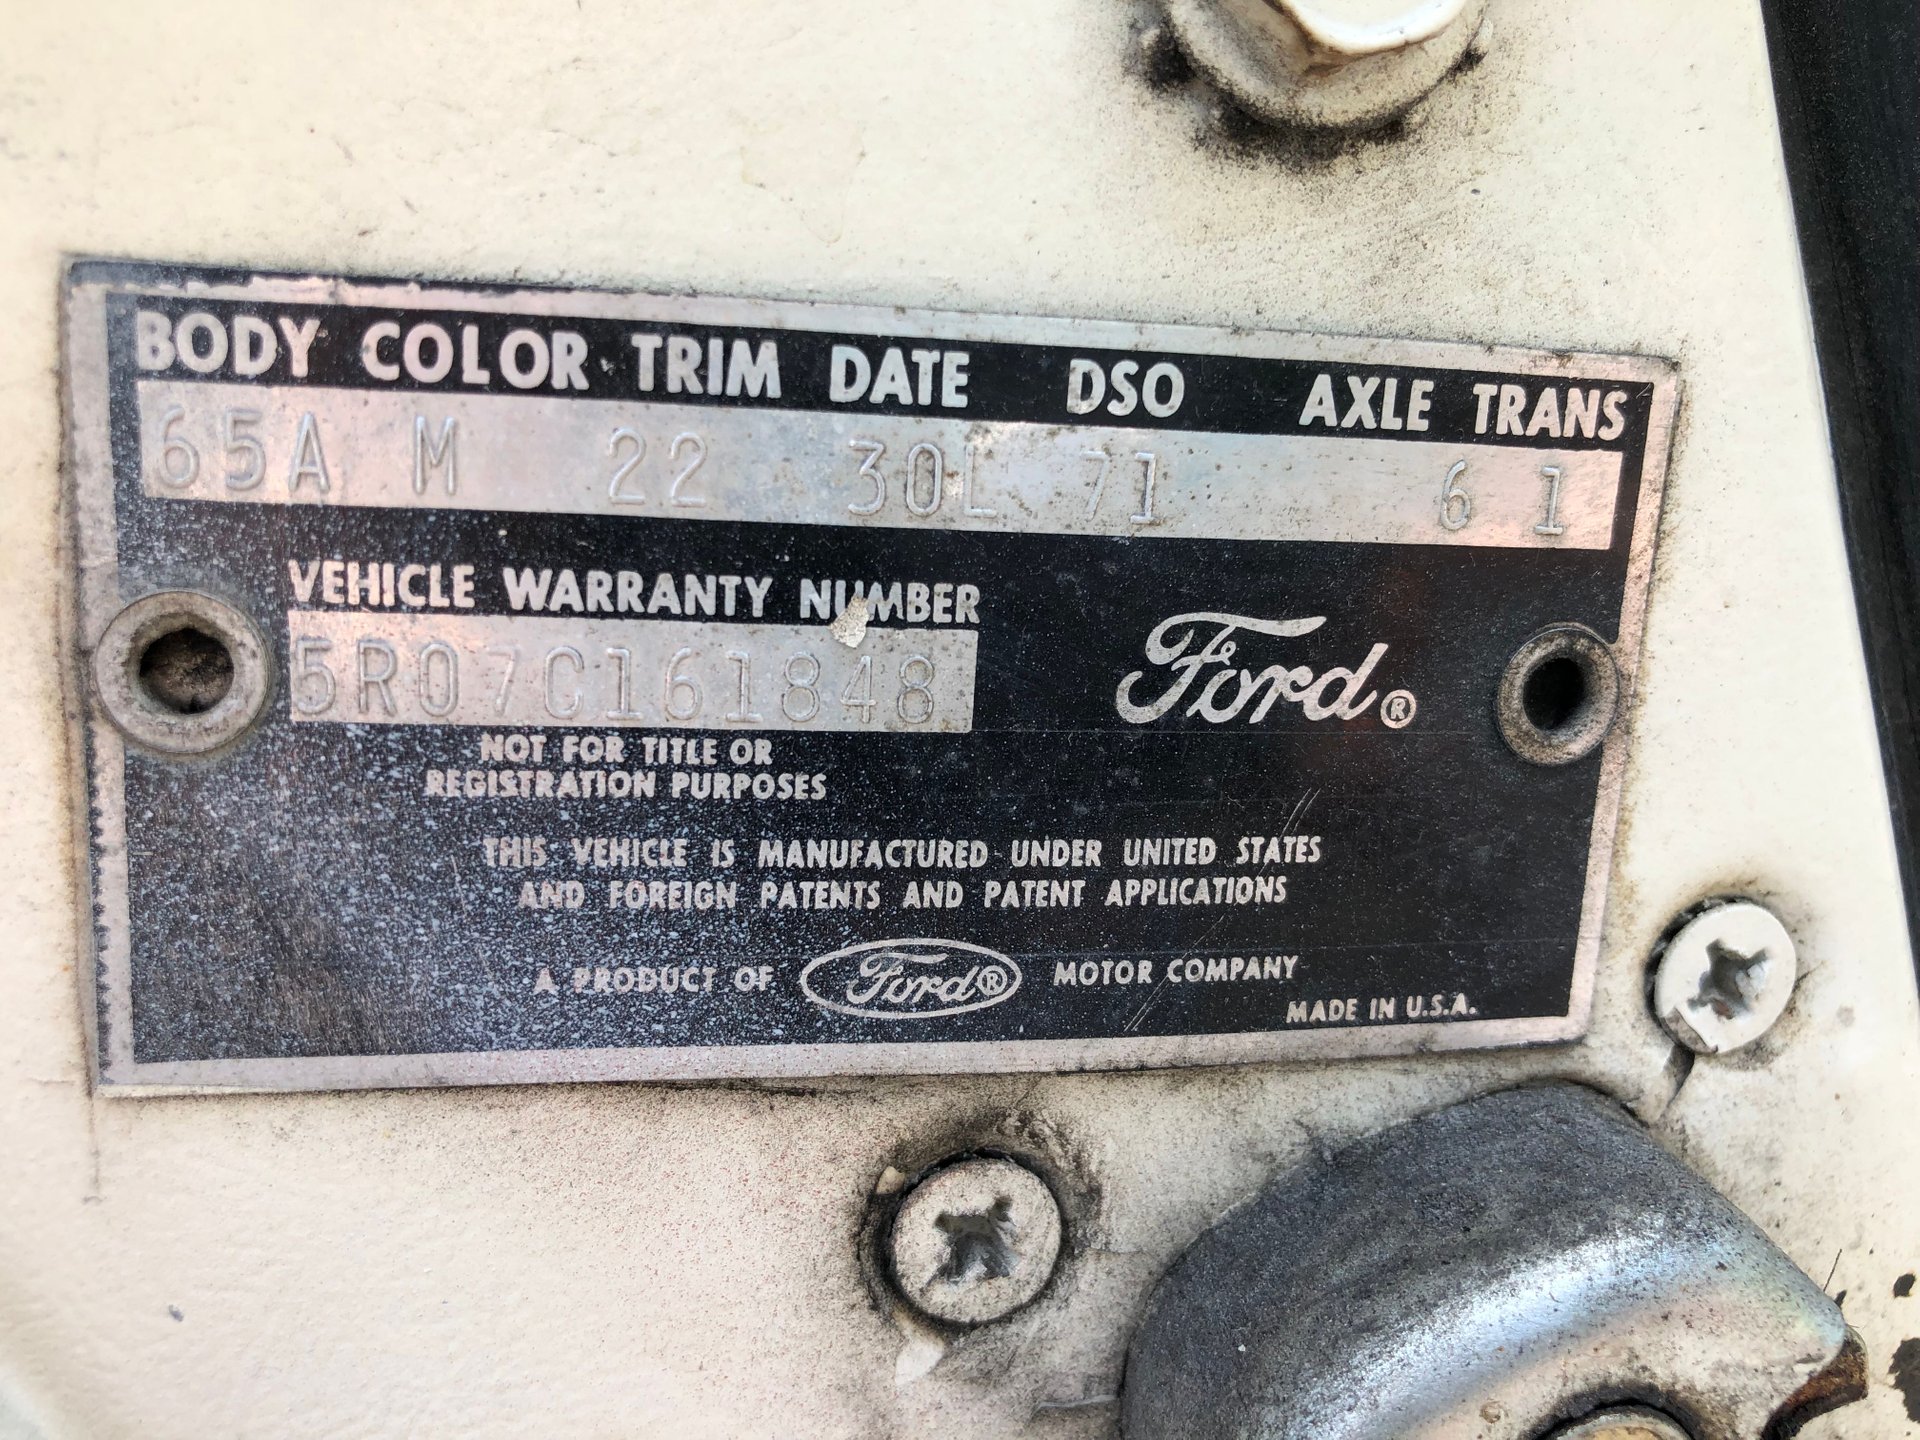 BODY COLOR TRIM DATE DSO AXLE TRANS
65A M 22 30L 71 6 1
VEHICLE WARRANTY NUMBER
5R07C161848
Ford®
NOT FOR TITLE OR
REGISTRATION PURPOSES
THIS VEHICLE IS MANUFACTURED UNDER UNITED STATES
AND FOREIGN PATENTS AND PATENT APPLICATIONS
A PRODUCT OF Ford® MOTOR COMPANY
MADE IN U.S.A.